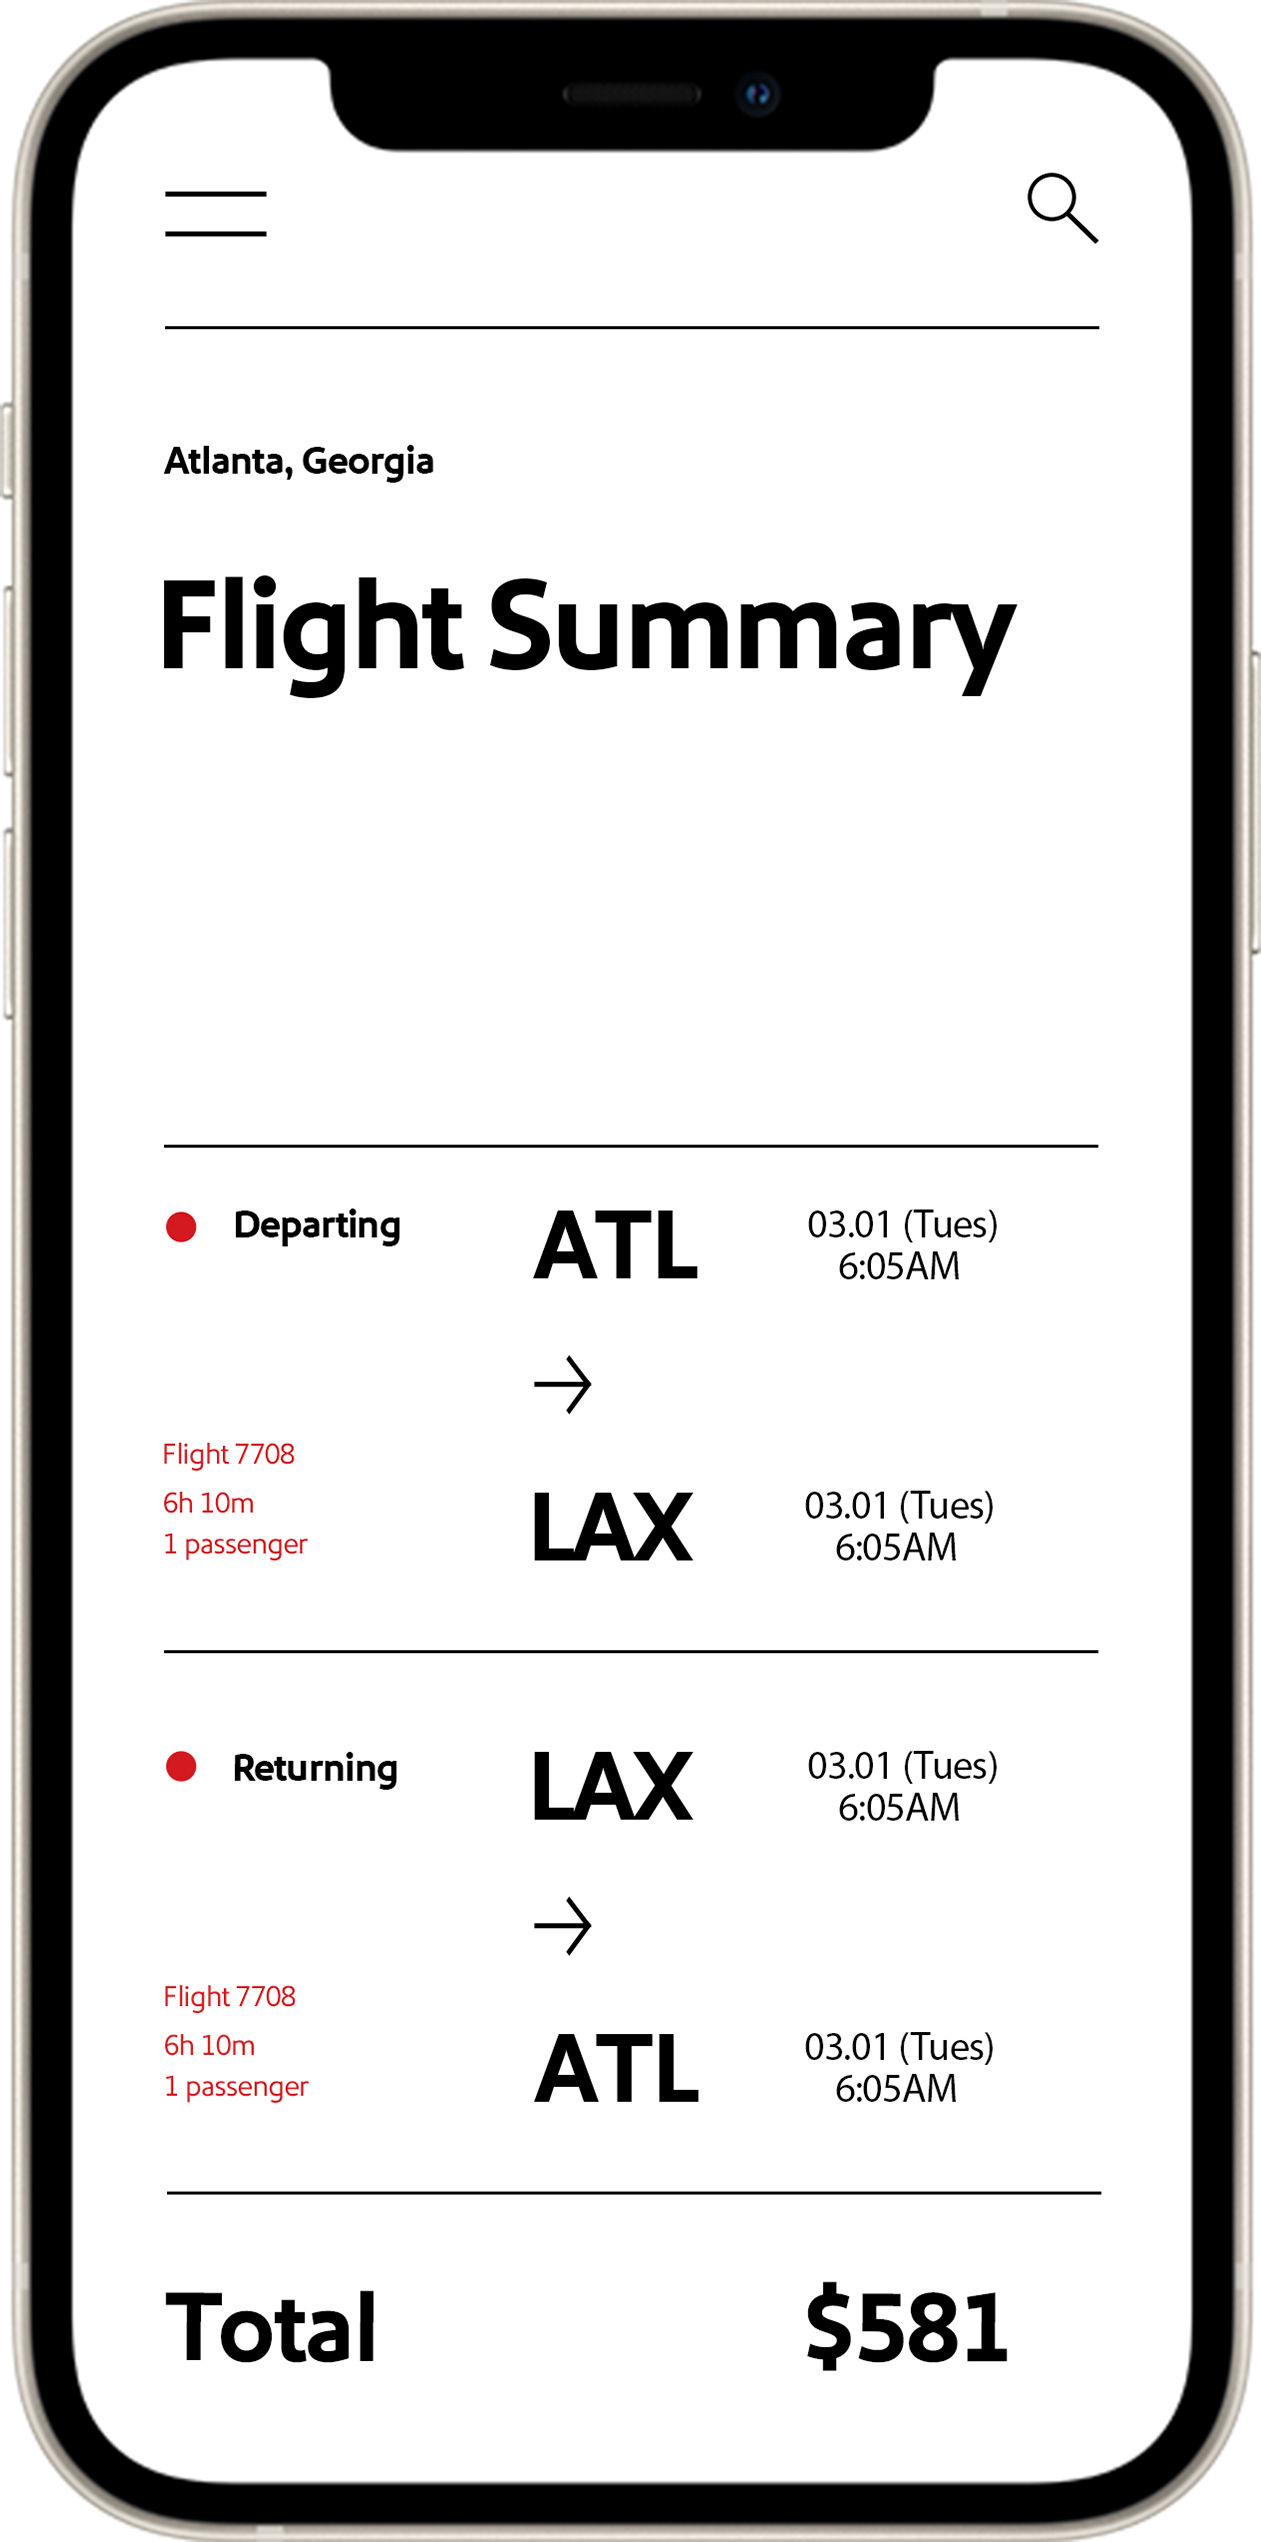 Atlanta, Georgia
Flight Summary
Departing
ATL
03.01 (Tues)
6:05AM
Flight 7708
6h 10m
1 passenger
LAX
03.01 (Tues)
6:05AM
Returning
LAX
03.01 (Tues)
6:05AM
Flight 7708
6h 10m
1 passenger
ATL
03.01 (Tues)
6:05AM
Total
$581